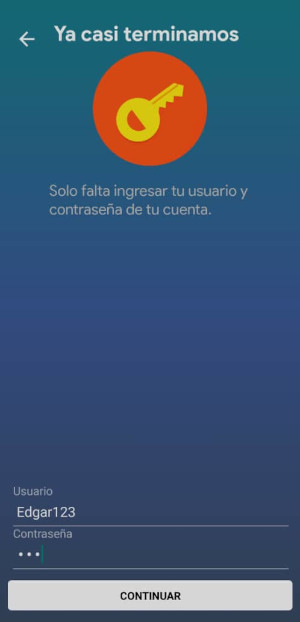 Ya casi terminamos
Solo falta ingresar tu usuario y
contraseña de tu cuenta.
Usuario
Edgar123
Contraseña
•••
CONTINUAR